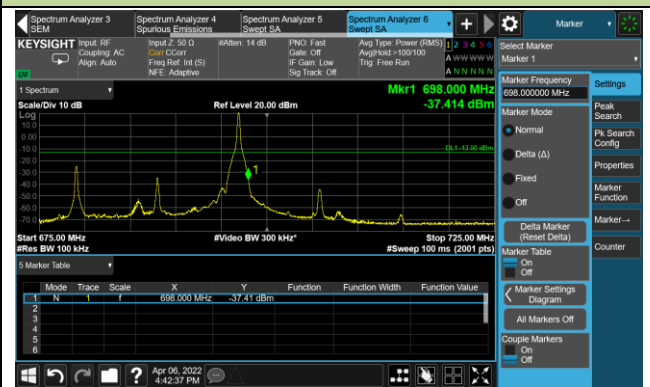 Spectrum Analyzer 3
SEM
Spectrum Analyzer 4
Spurious Emissions
Spectrum Analyzer 5
Swept SA
Spectrum Analyzer 6
Swept SA
Marker
KEYSIGHT
Input: RF
Coupling: AC
Align: Auto
Input Z: 50 Ω
Corr CCorr
Freq Ref: Int (S)
NFE: Adaptive
#Atten: 14 dB
PNO: Fast
Gate: Off
IF Gain: Low
Sig Track: Off
Avg Type: Power (RMS)
Avg|Hold:>100/100
Trig: Free Run
1 2 3 4 5 6
A W W W W W
A N N N N N
Select Marker
Marker 1
1 Spectrum
Mkr1 698.000 MHz
-37.414 dBm
Scale/Div 10 dB
Ref Level 20.00 dBm
Log
10.0
0.00
-10.0
-20.0
-30.0
-40.0
-50.0
-60.0
-70.0
DL1 -13.00 dBm
1
Start 675.00 MHz
#Res BW 100 kHz
#Video BW 300 kHz*
Stop 725.00 MHz
#Sweep 100 ms (2001 pts)
5 Marker Table
Mode Trace Scale X Y Function Function Width Function Value
1 N 1 f 698.000 MHz -37.41 dBm
2
3
4
5
6
Marker Frequency
698.000000 MHz
Marker Mode
Normal
Delta (Δ)
Fixed
Off
Delta Marker
(Reset Delta)
Marker Table
On
Off
Marker Settings
Diagram
All Markers Off
Couple Markers
On
Off
Settings
Peak
Search
Pk Search
Config
Properties
Marker
Function
Marker→
Counter
Apr 06, 2022
4:42:37 PM